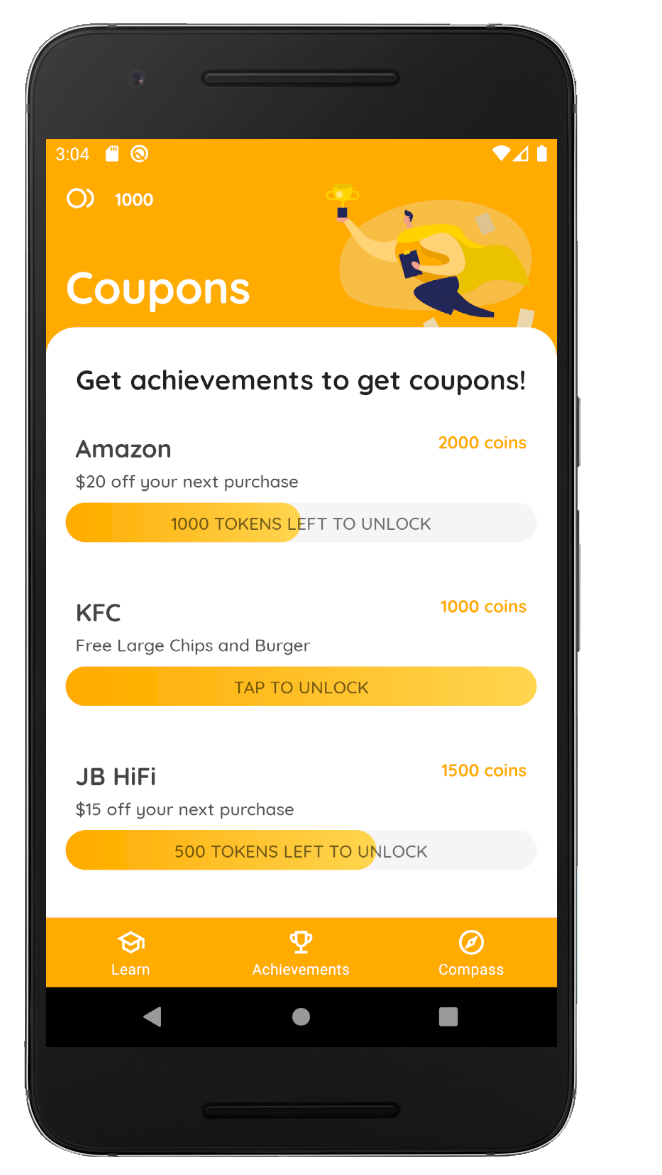 3:04
1000
Coupons
Get achievements to get coupons!
Amazon
2000 coins
$20 off your next purchase
1000 TOKENS LEFT TO UNLOCK
KFC
1000 coins
Free Large Chips and Burger
TAP TO UNLOCK
JB HiFi
1500 coins
$15 off your next purchase
500 TOKENS LEFT TO UNLOCK
Learn
Achievements
Compass